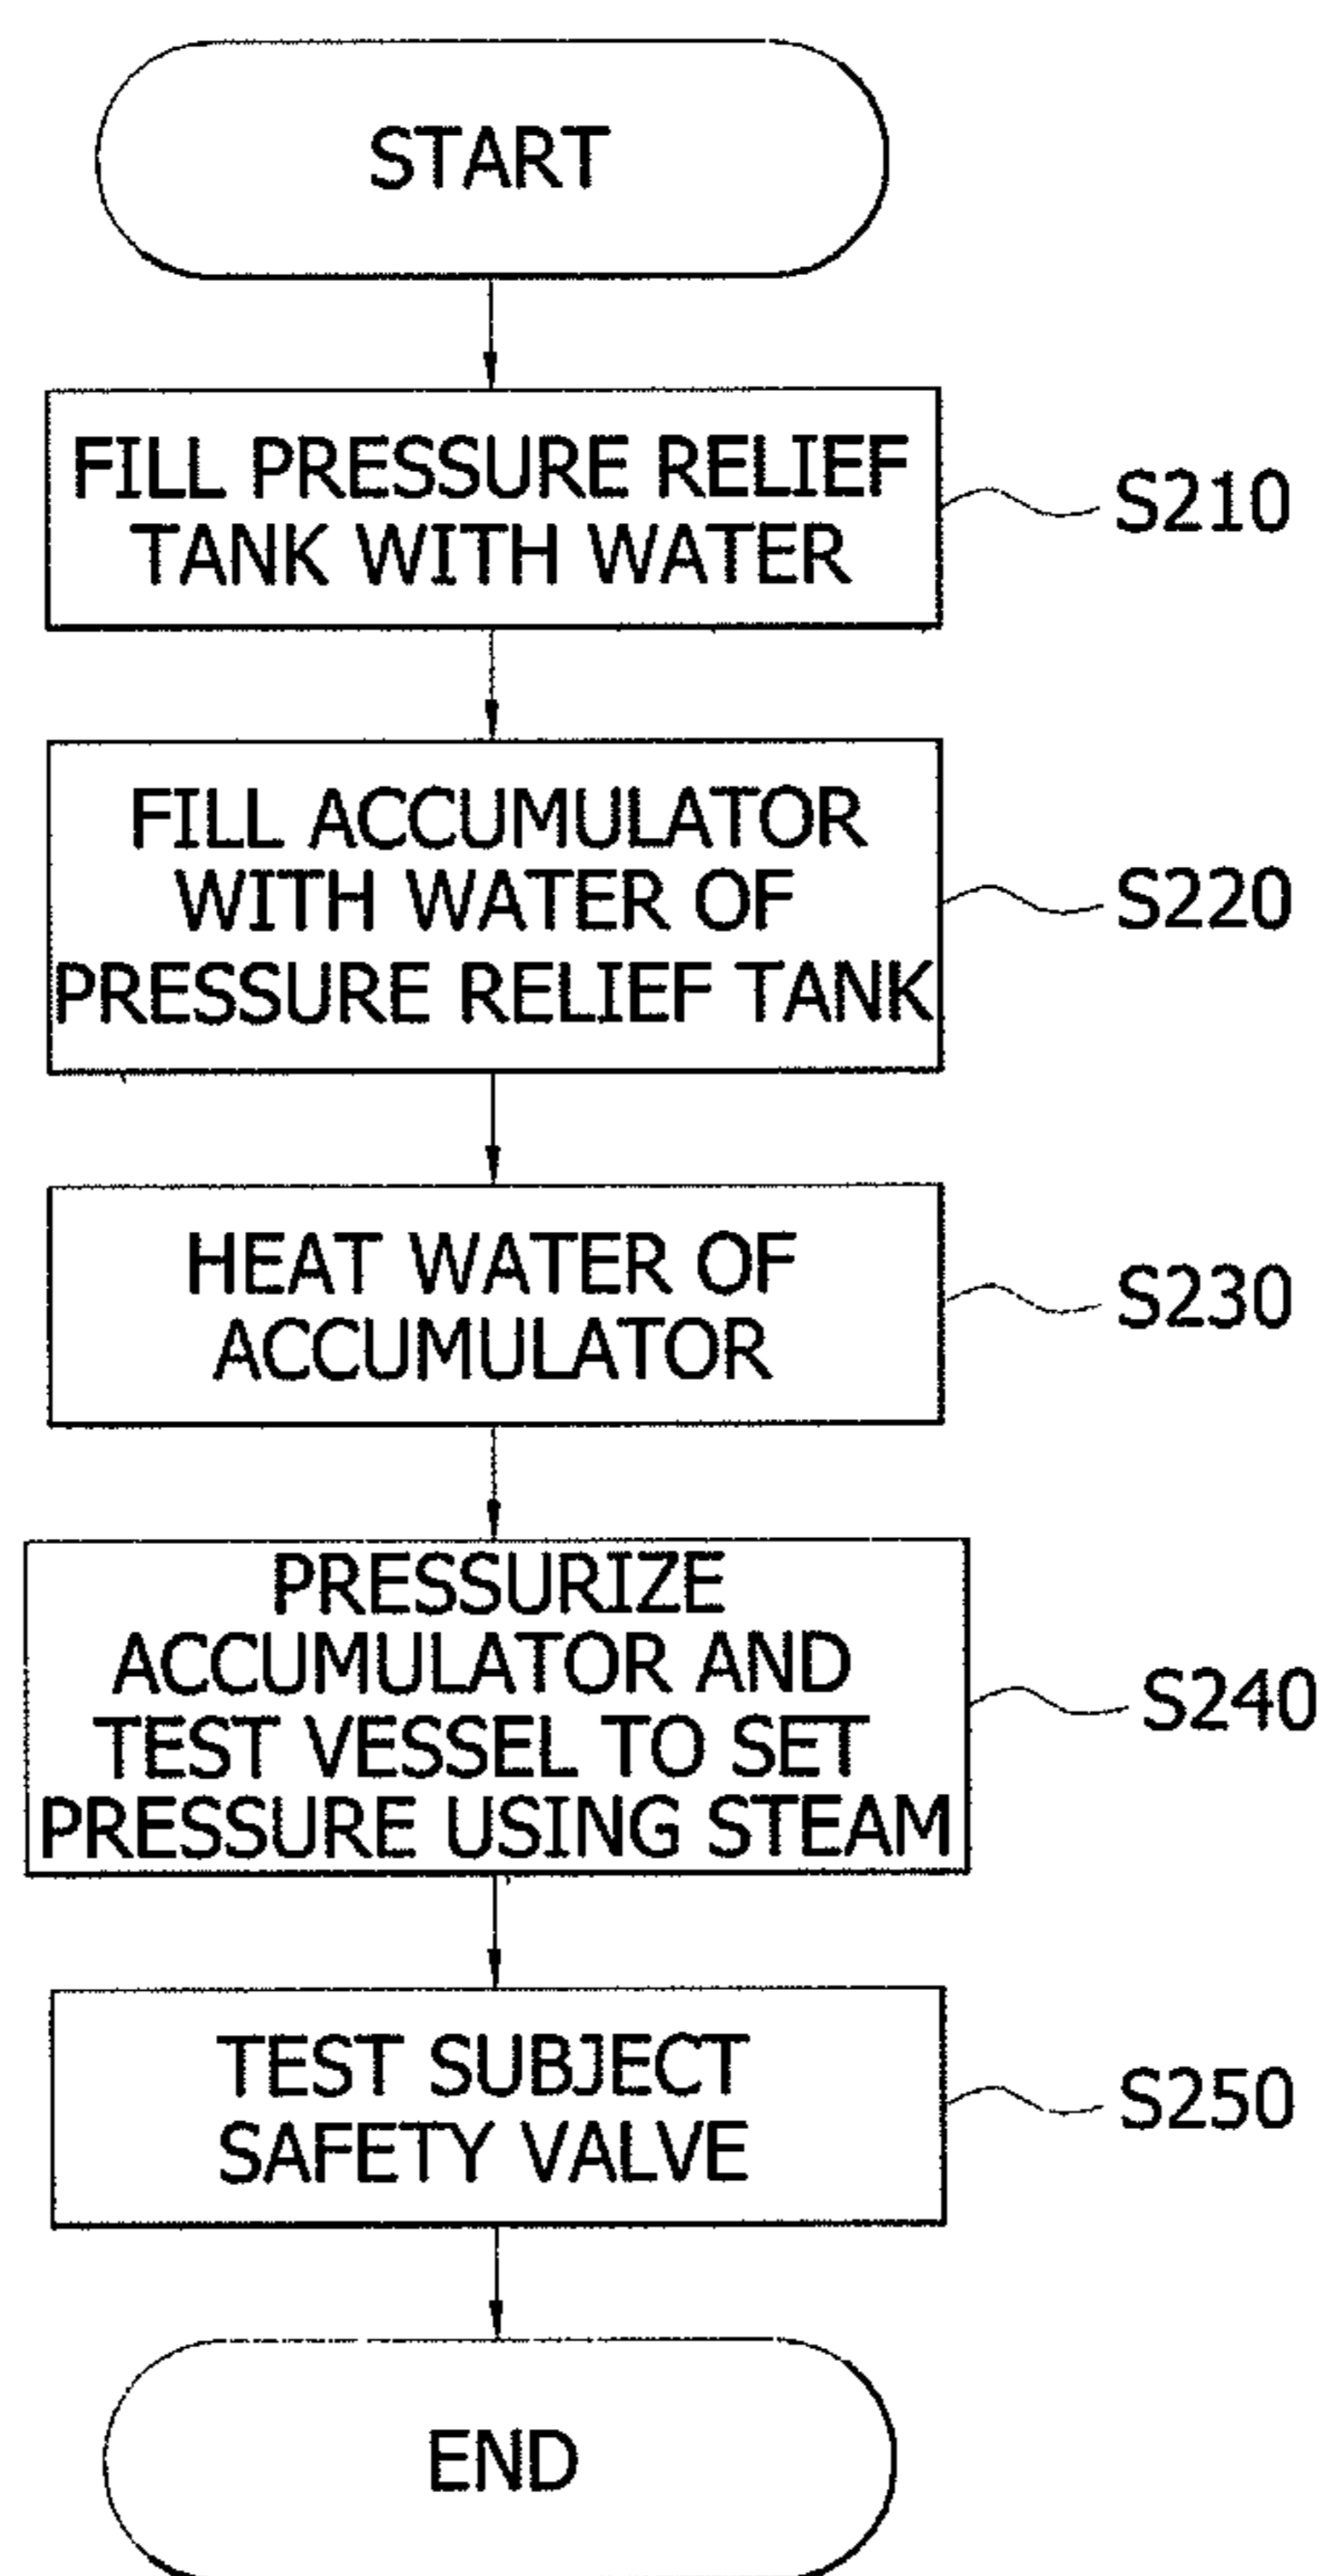 START
FILL PRESSURE RELIEF
TANK WITH WATER
S210
FILL ACCUMULATOR
WITH WATER OF
PRESSURE RELIEF TANK
S220
HEAT WATER OF
ACCUMULATOR
S230
PRESSURIZE
ACCUMULATOR AND
TEST VESSEL TO SET
PRESSURE USING STEAM
S240
TEST SUBJECT
SAFETY VALVE
S250
END